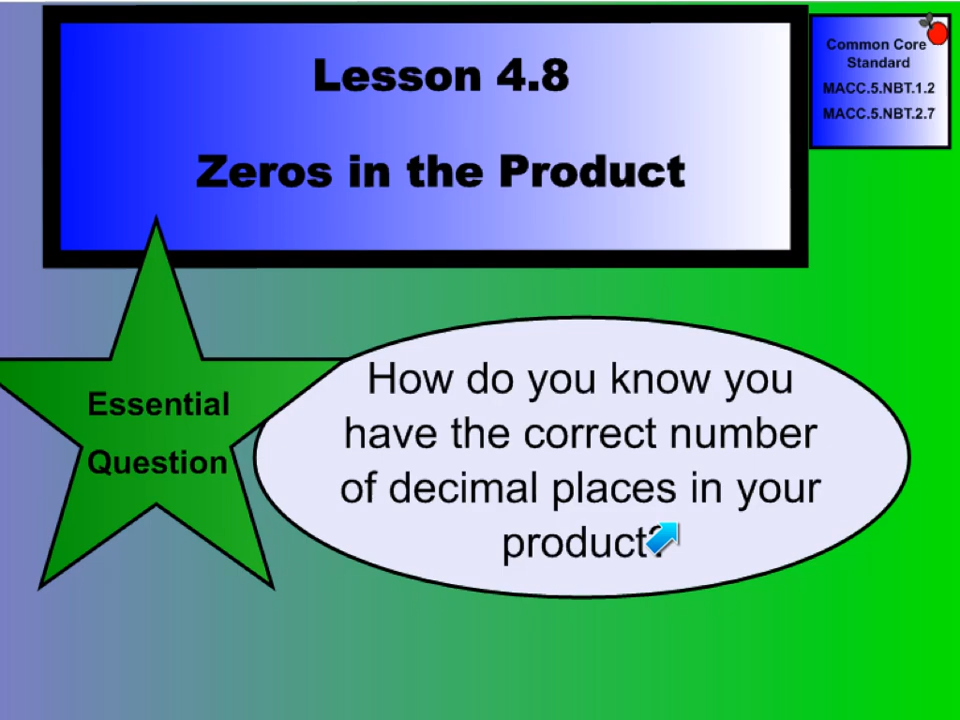 Lesson 4.8
Zeros in the Product
Common Core
Standard
MACC.5.NBT.1.2
MACC.5.NBT.2.7
Essential
Question
How do you know you
have the correct number
of decimal places in your
product?